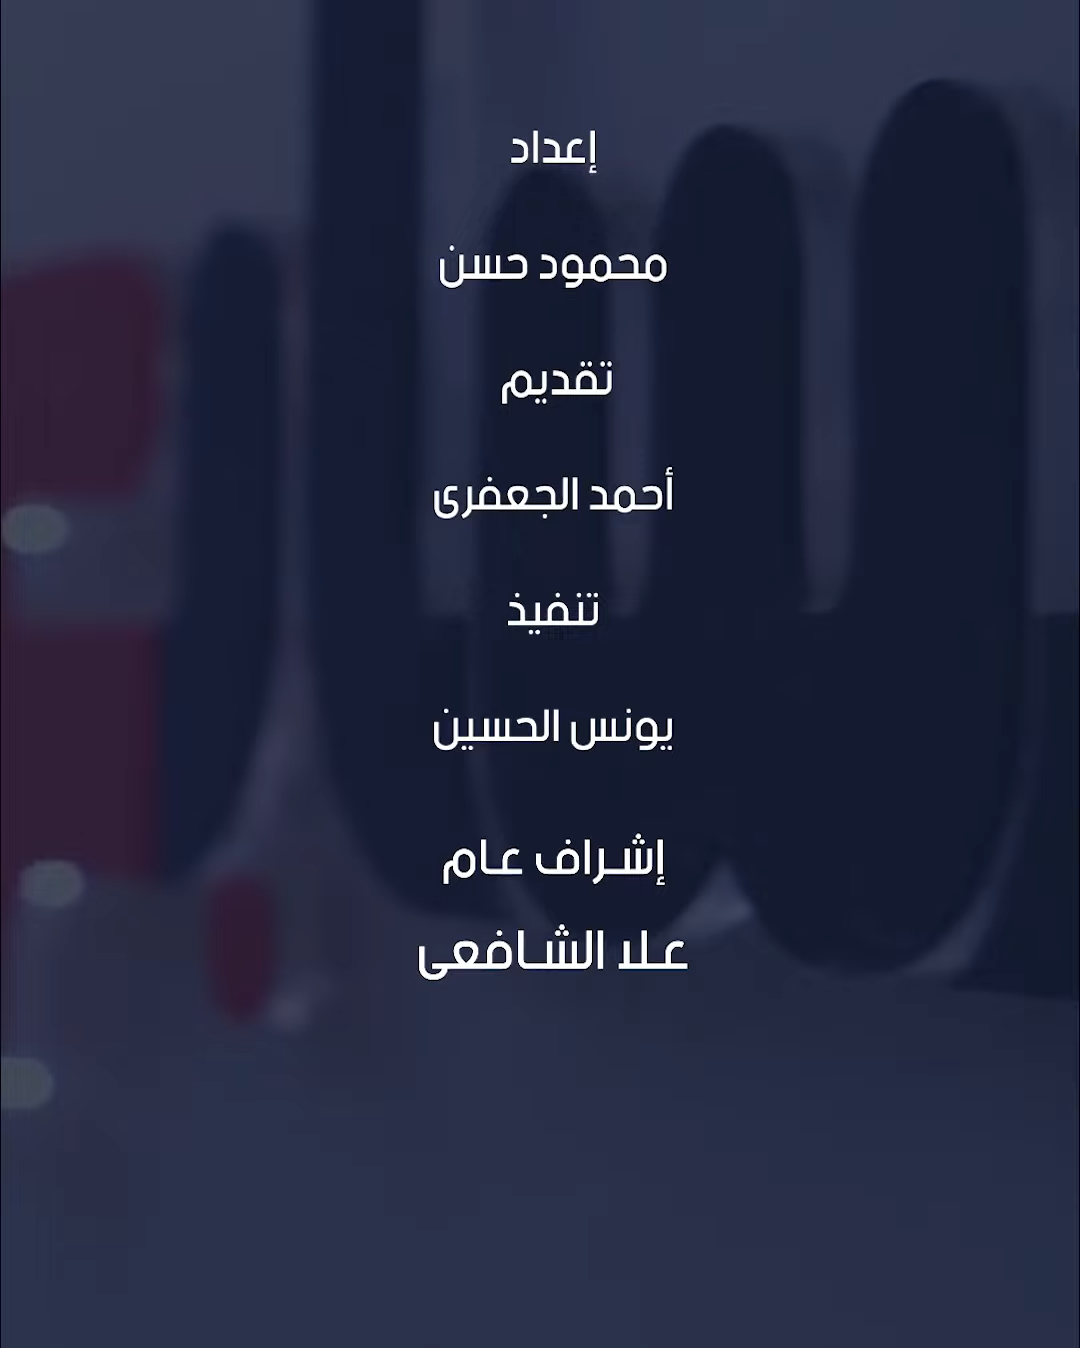 إعداد
محمود حسن
تقديم
أحمد الجعفرى
تنفيذ
يونس الحسين
إشراف عام
علا الشافعى